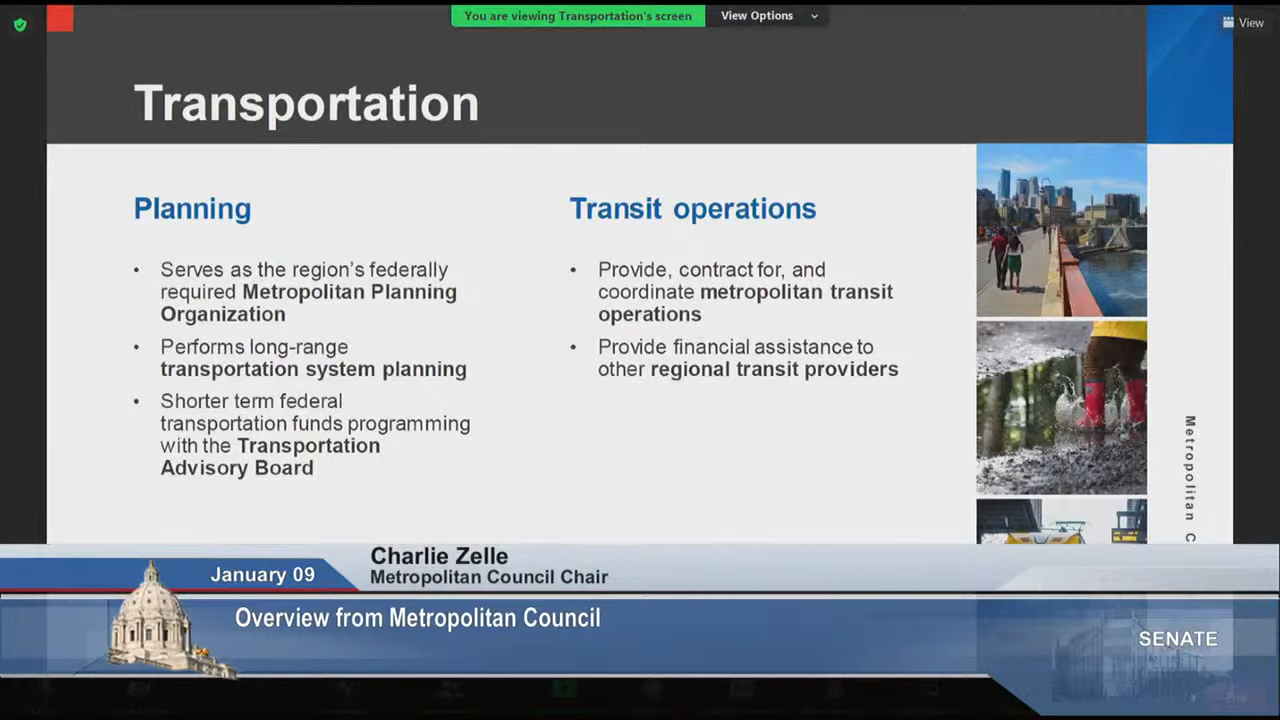 You are viewing Transportation's screen
View Options
View
Transportation
Planning
• Serves as the region's federally
required Metropolitan Planning
Organization
• Performs long-range
transportation system planning
• Shorter term federal
transportation funds programming
with the Transportation
Advisory Board
Transit operations
• Provide, contract for, and
coordinate metropolitan transit
operations
• Provide financial assistance to
other regional transit providers
Metropolitan C
Charlie Zelle
Metropolitan Council Chair
January 09
Overview from Metropolitan Council
SENATE